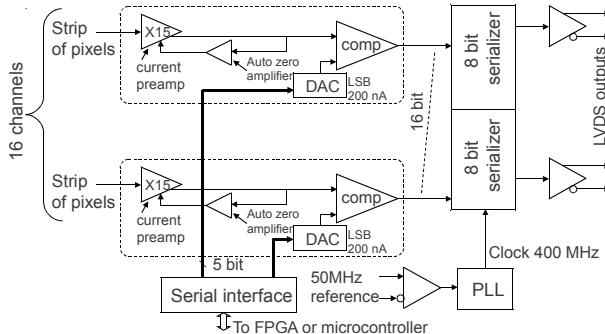 16 channels
Strip
of pixels
X15
current
preamp
Auto zero
amplifier
comp
DAC
LSB
200 nA
16 bit
8 bit
serializer
LVDS outputs
Strip
of pixels
X15
current
preamp
Auto zero
amplifier
comp
DAC
LSB
200 nA
8 bit
serializer
5 bit
Serial interface
To FPGA or microcontroller
50MHz
reference
PLL
Clock 400 MHz